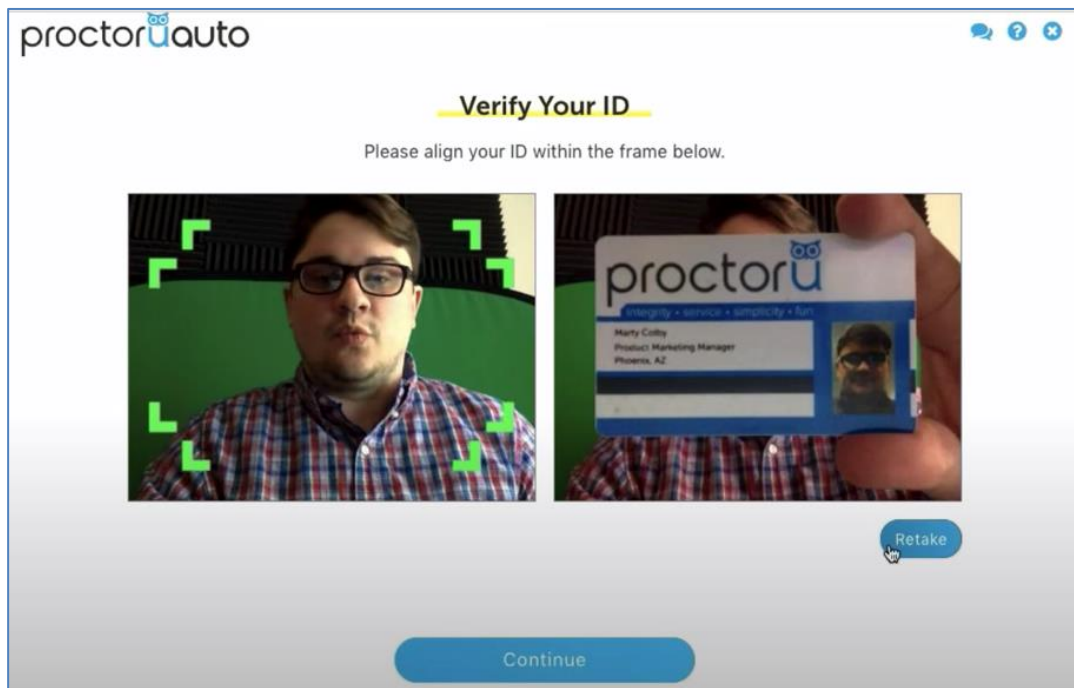 proctoruauto
Verify Your ID
Please align your ID within the frame below.
proctoru
integrity • service • simplicity • fun
Marty Colby
Product Marketing Manager
Phoenix, AZ
Retake
Continue